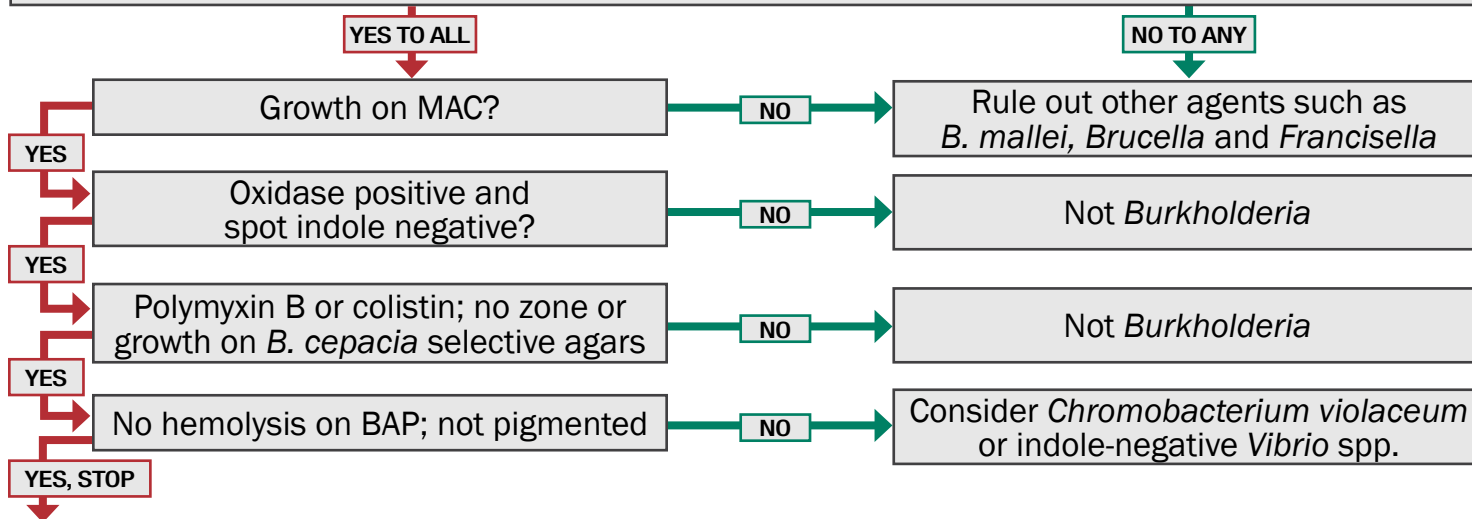 YES TO ALL
NO TO ANY
Growth on MAC?
NO
Rule out other agents such as
B. mallei, Brucella and Francisella
YES
Oxidase positive and
spot indole negative?
NO
Not Burkholderia
YES
Polymyxin B or colistin; no zone or
growth on B. cepacia selective agars
NO
Not Burkholderia
YES
No hemolysis on BAP; not pigmented
NO
Consider Chromobacterium violaceum
or indole-negative Vibrio spp.
YES, STOP